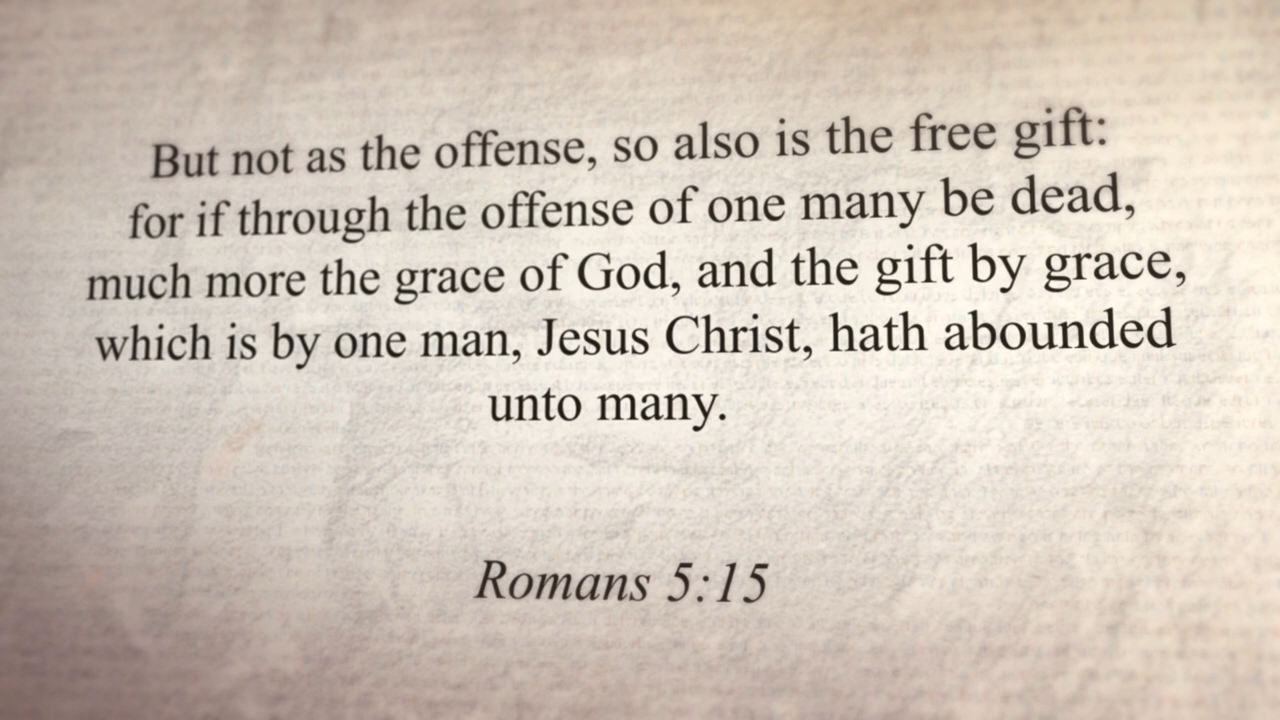 But not as the offense, so also is the free gift:
for if through the offense of one many be dead,
much more the grace of God, and the gift by grace,
which is by one man, Jesus Christ, hath abounded
unto many.
Romans 5:15